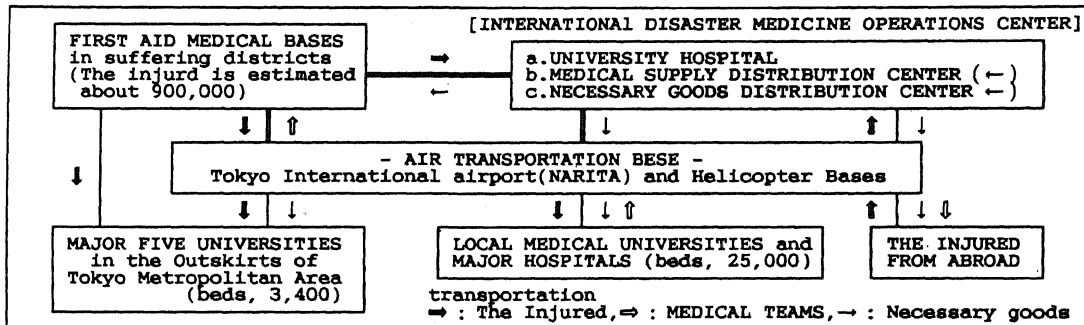 [INTERNATIONAl DISASTER MEDICINE OPERATIONS CENTER]
FIRST AID MEDICAL BASES
in suffering districts
(The injurd is estimated
about 900,000)
➡
←
a.UNIVERSITY HOSPITAL
b.MEDICAL SUPPLY DISTRIBUTION CENTER (←)
c.NECESSARY GOODS DISTRIBUTION CENTER ←)
⬇ ⇧ ↓ ⬆ ↓
⬇
- AIR TRANSPORTATION BESE -
Tokyo International airport(NARITA) and Helicopter Bases
⬇ ↓ ⬇ ↓ ⇧ ⬆ ↓ ⇩
MAJOR FIVE UNIVERSITIES
in the Outskirts of
Tokyo Metropolitan Area
(beds, 3,400)
LOCAL MEDICAL UNIVERSITIES and
MAJOR HOSPITALS (beds, 25,000)
THE INJURED
FROM ABROAD
transportation
➡ : The Injured,⇨ : MEDICAL TEAMS,→ : Necessary goods